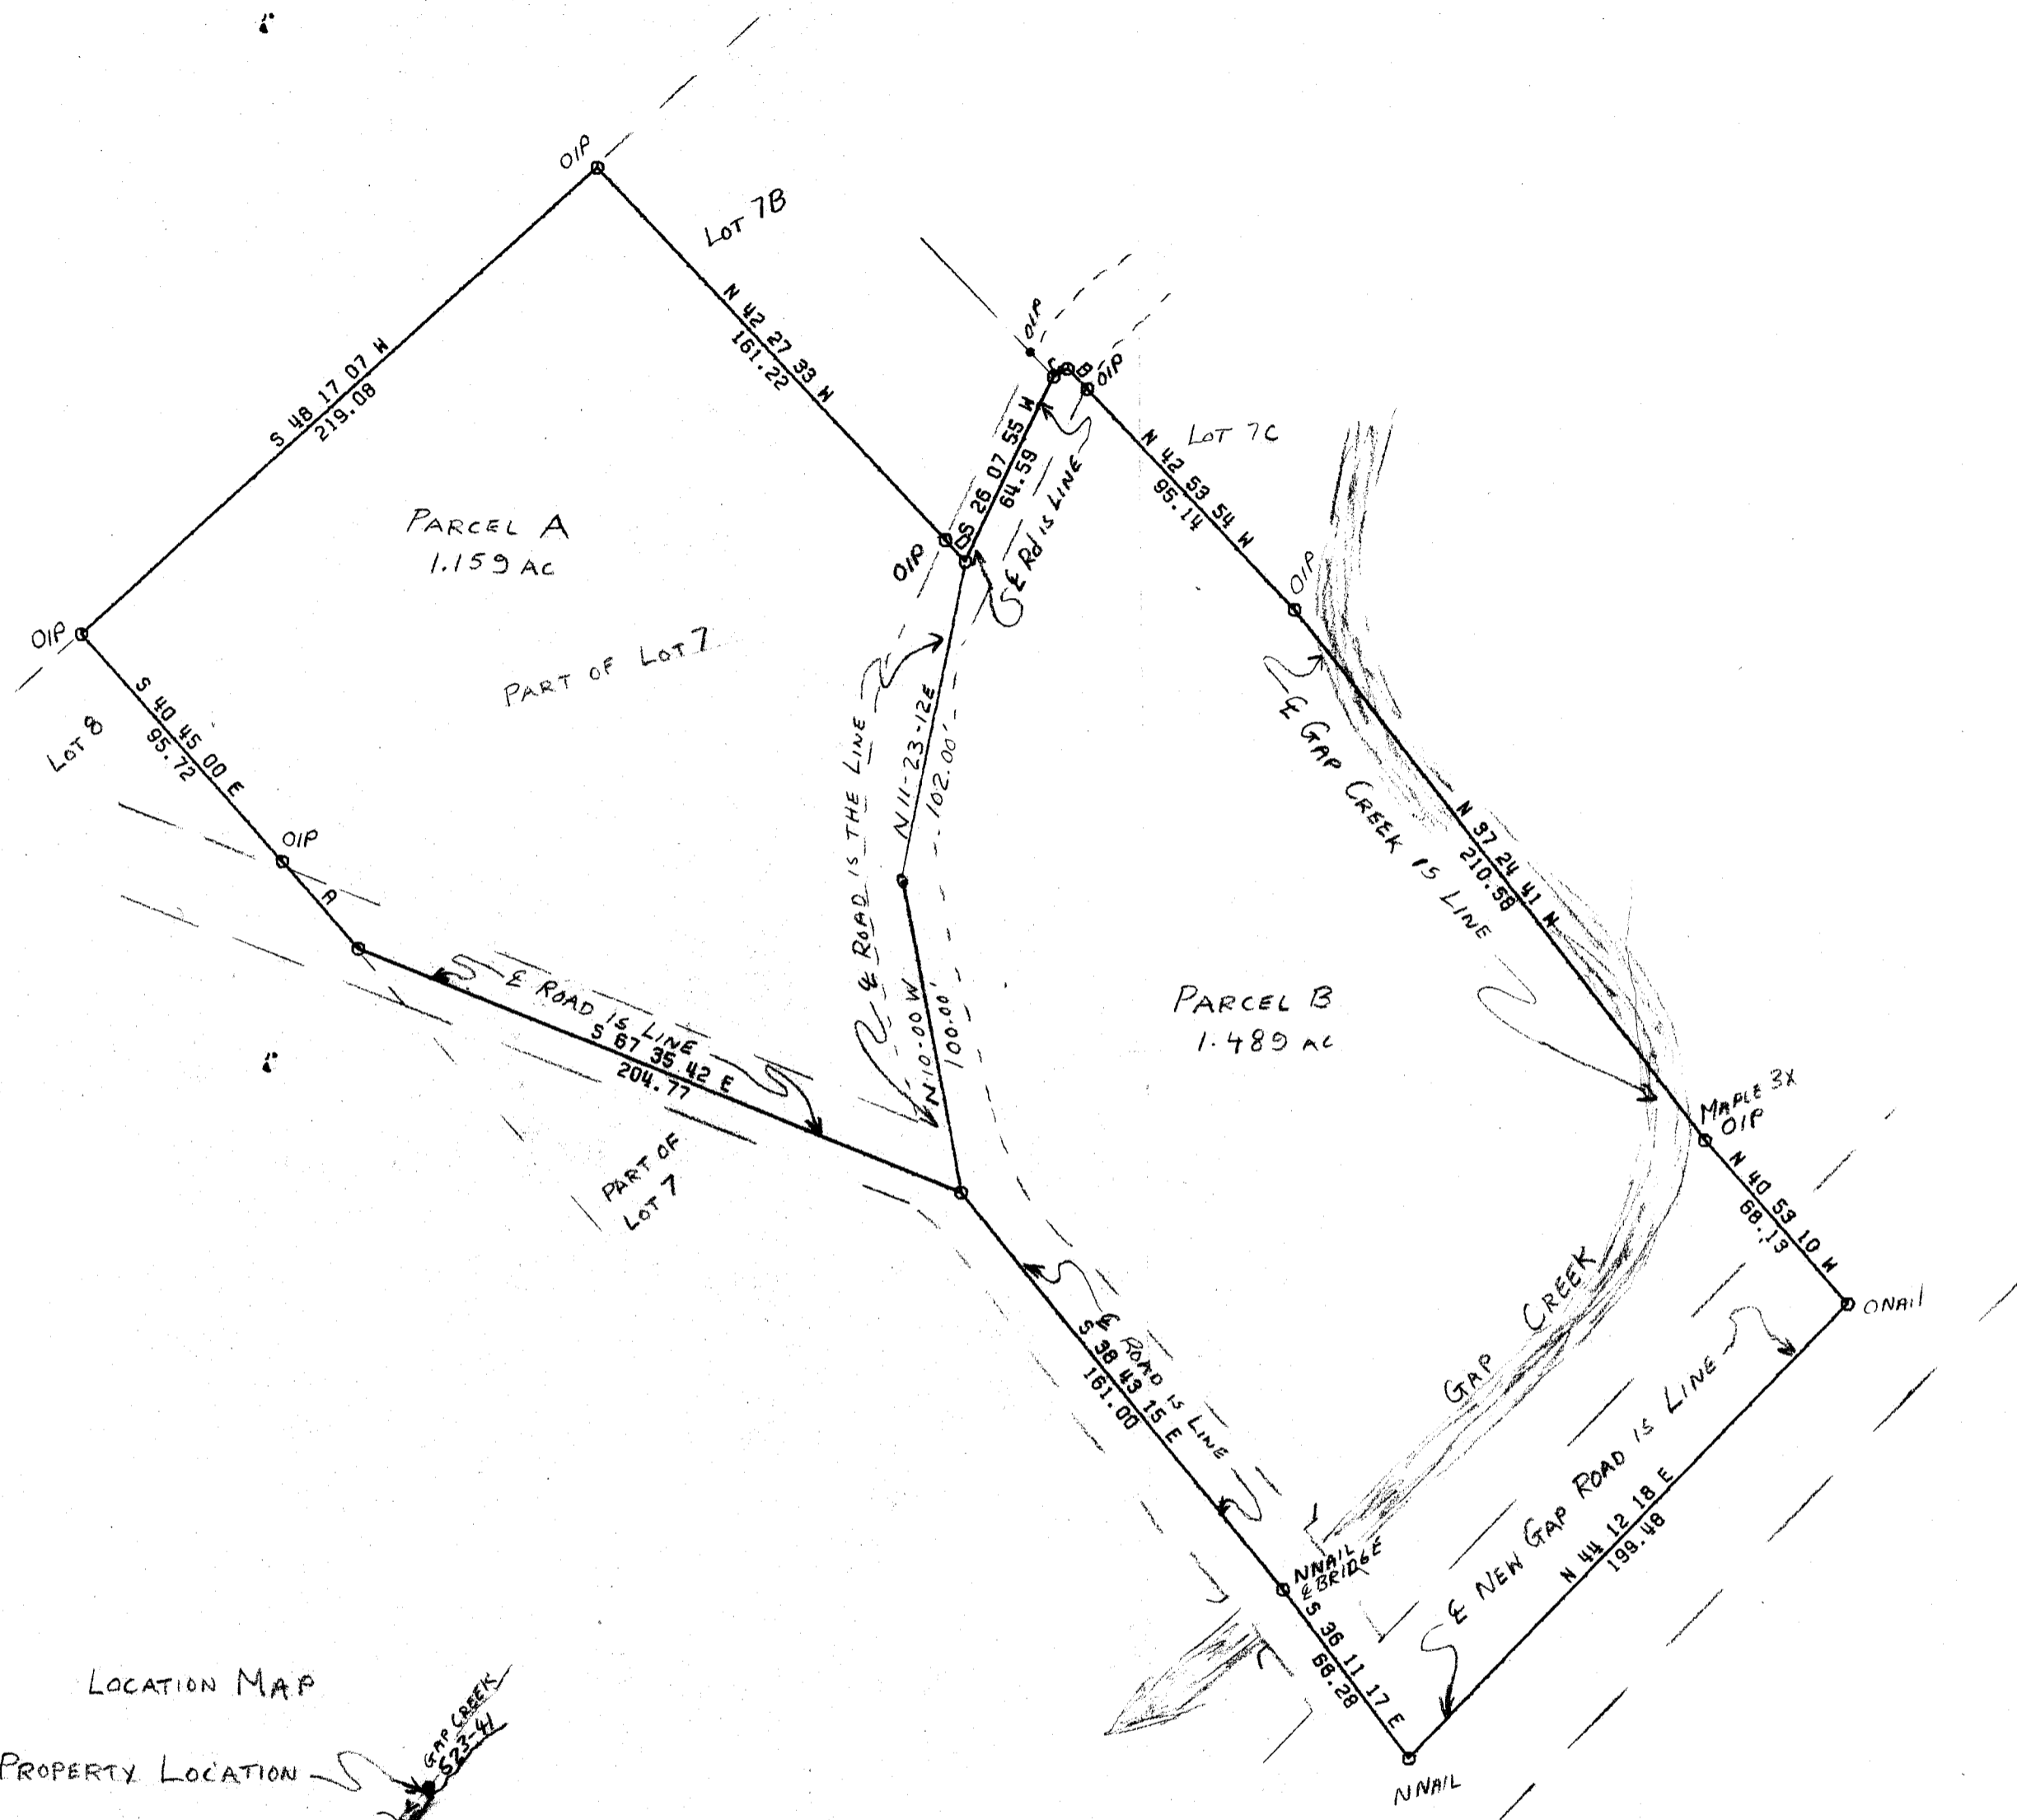 OIP
LOT 7B
N 42 27 33 W
161.22
S 48 17 07 W
219.08
OIP
C
B
OIP
LOT 7C
N 42 53 54 W
95.14
S 26 07 55 W
64.59
℄ Rd IS LINE
PARCEL A
1.159 AC
OIP
D
OIP
OIP
PART OF LOT 7
LOT 8
S 40 45 00 E
95.72
OIP
A
℄ ROAD IS THE LINE
N 11-23-12E
102.00'
℄ GAP CREEK IS LINE
N 37 24 41 W
210.58
℄ ROAD IS LINE
S 67 35 42 E
204.77
N 10-00 W
100.00'
PARCEL B
1.489 AC
MAPLE 3X
OIP
N 40 53 10 W
68.13
PART OF
LOT 7
ONAIL
℄ ROAD IS LINE
S 38 43 15 E
161.00
GAP CREEK
℄ NEW GAP ROAD IS LINE
N 44 12 18 E
199.48
NNAIL
℄ BRIDGE
S 36 11 17 E
68.28
NNAIL
LOCATION MAP
GAP CREEK
S23-41
PROPERTY LOCATION